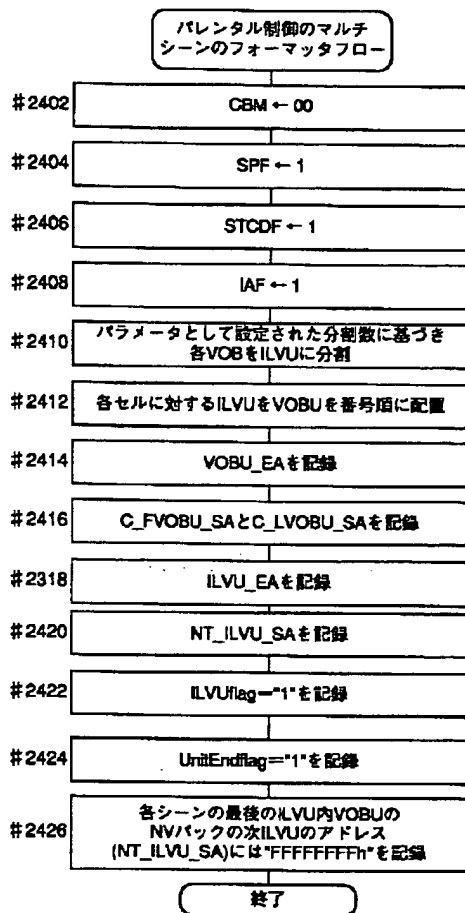 パレンタル制御のマルチ
シーンのフォーマッタフロー
#2402
CBM ← 00
#2404
SPF ← 1
#2406
STCDF ← 1
#2408
IAF ← 1
#2410
パラメータとして設定された分割数に基づき
各VOBをILVUに分割
#2412
各セルに対するILVUをVOBUを番号順に配置
#2414
VOBU_EAを記録
#2416
C_FVOBU_SAとC_LVOBU_SAを記録
#2318
ILVU_EAを記録
#2420
NT_ILVU_SAを記録
#2422
ILVUflag="1"を記録
#2424
UnitEndflag="1"を記録
#2426
各シーンの最後のILVU内VOBUの
NVパックの次ILVUのアドレス
(NT_ILVU_SA)には"FFFFFFFFh"を記録
終了